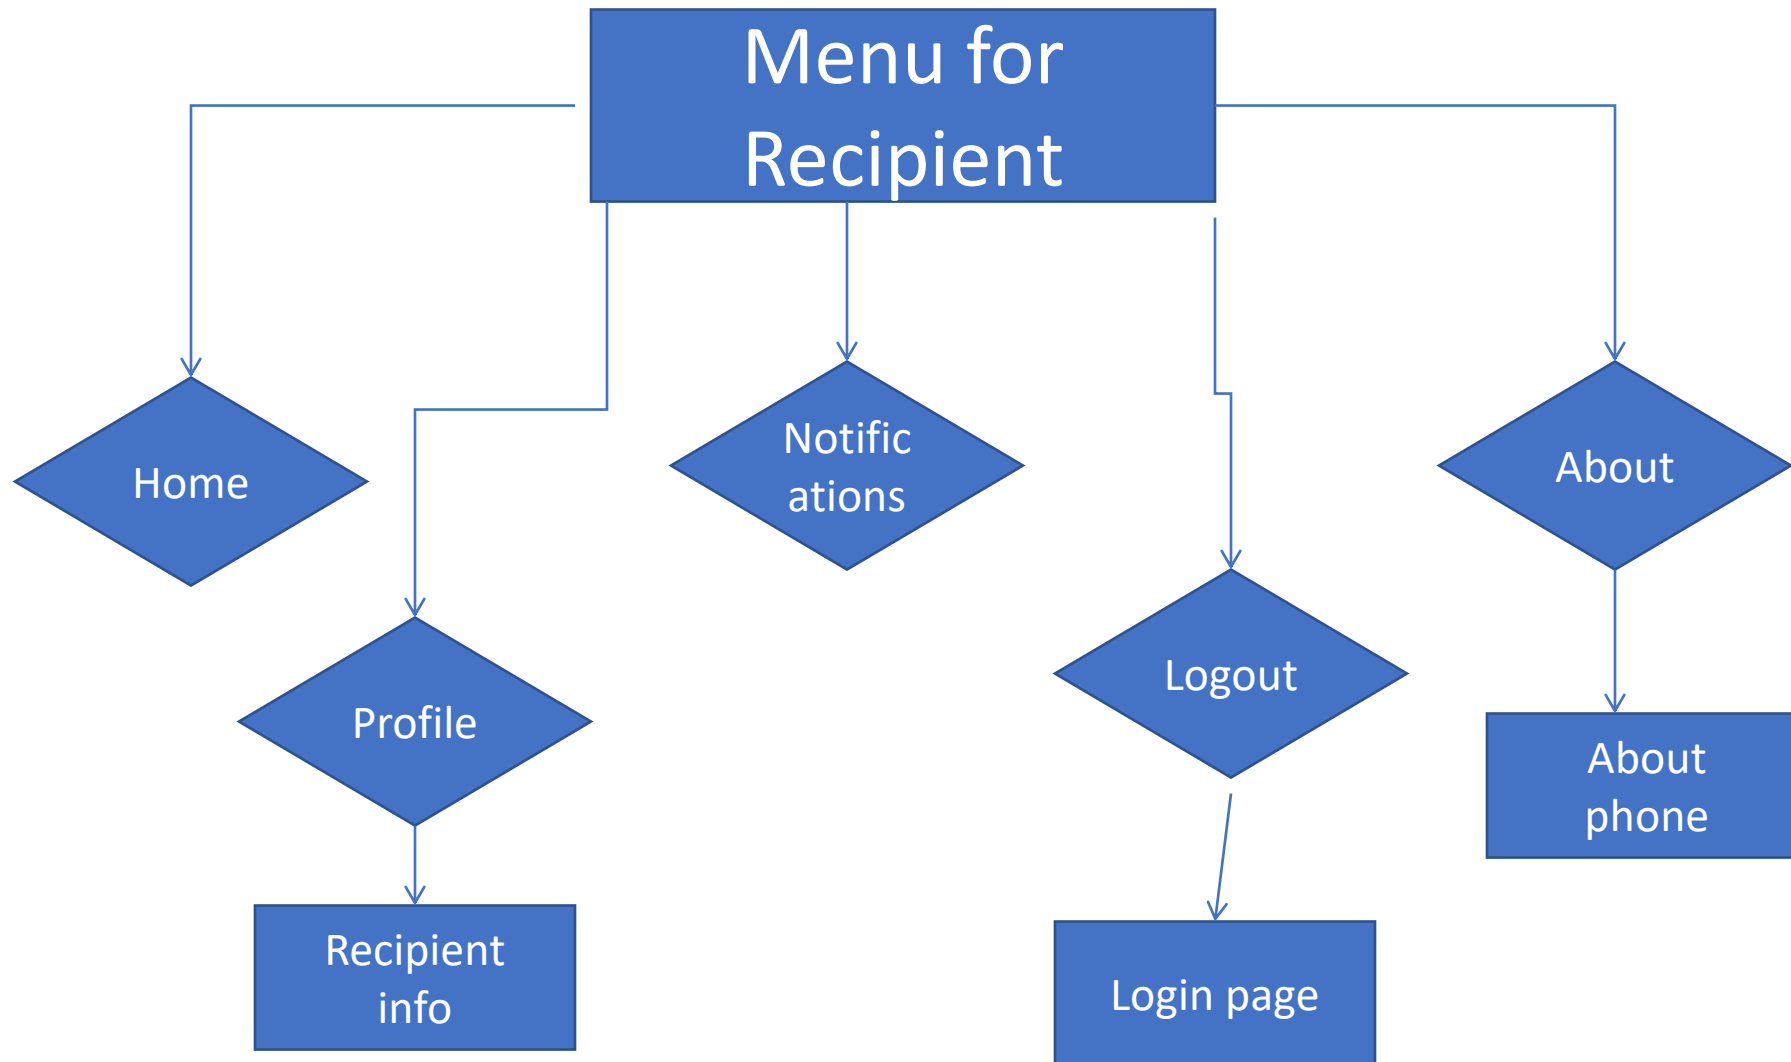 Menu for
Recipient
Home
Notific
ations
About
Profile
Logout
About
phone
Recipient
info
Login page